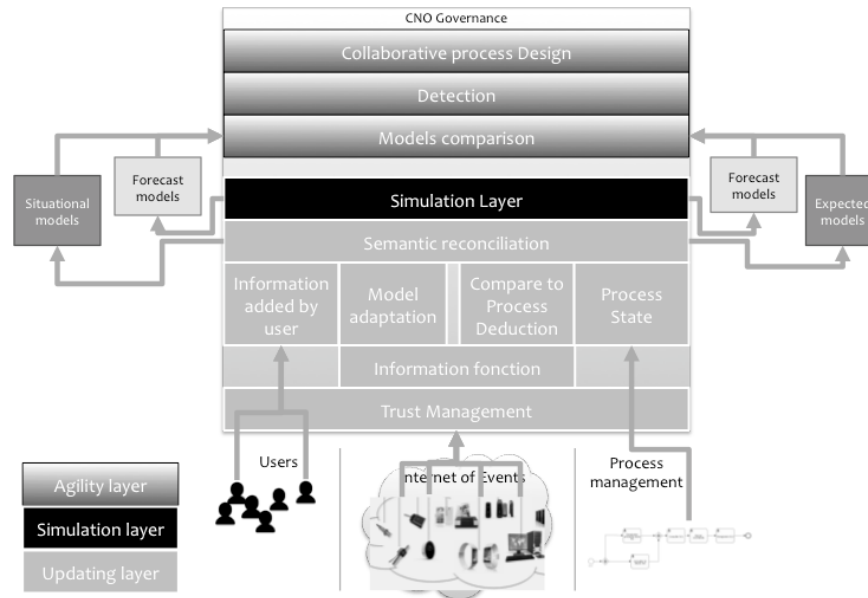 CNO Governance
Collaborative process Design
Detection
Models comparison
Situational
models
Forecast
models
Simulation Layer
Forecast
models
Expected
models
Semantic reconciliation
Information
added by
user
Model
adaptation
Compare to
Process
Deduction
Process
State
Information fonction
Trust Management
Users
nternet of Events
Process
management
Agility layer
Simulation layer
Updating layer